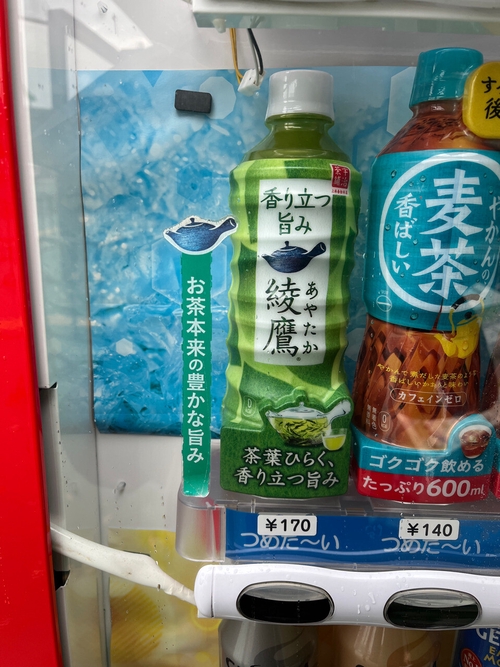 お茶本来の豊かな旨み
香り立つ
旨み
綾鷹
あやたか
茶葉ひらく、
香り立つ旨み
やかんの
麦茶
香ばしい
カフェインゼロ
ゴクゴク飲める
たっぷり600mL
¥170
¥140
つめた〜い
つめた〜い